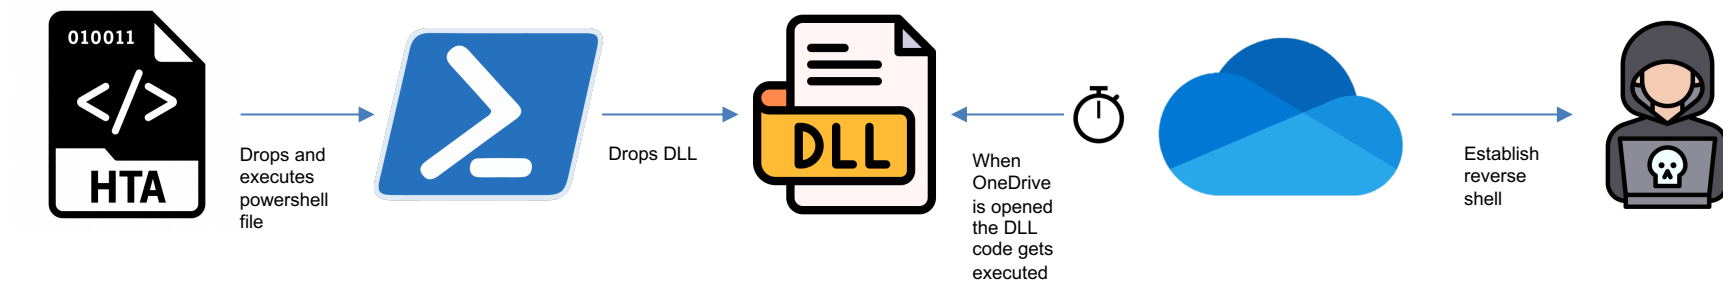 010011
</>
HTA
Drops and
executes
powershell
file
Drops DLL
DLL
When
OneDrive
is opened
the DLL
code gets
executed
Establish
reverse
shell